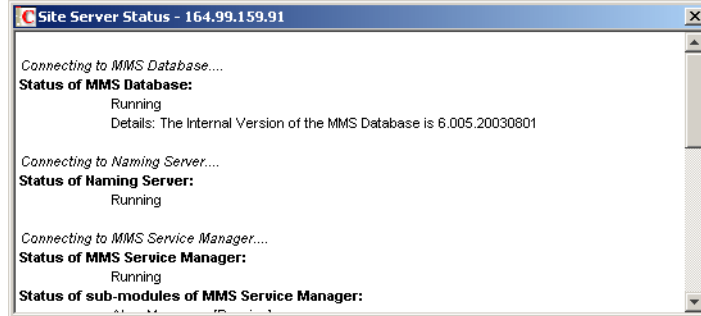 Site Server Status - 164.99.159.91
Connecting to MMS Database....
Status of MMS Database:
Running
Details: The Internal Version of the MMS Database is 6.005.20030801
Connecting to Naming Server....
Status of Naming Server:
Running
Connecting to MMS Service Manager....
Status of MMS Service Manager:
Running
Status of sub-modules of MMS Service Manager: